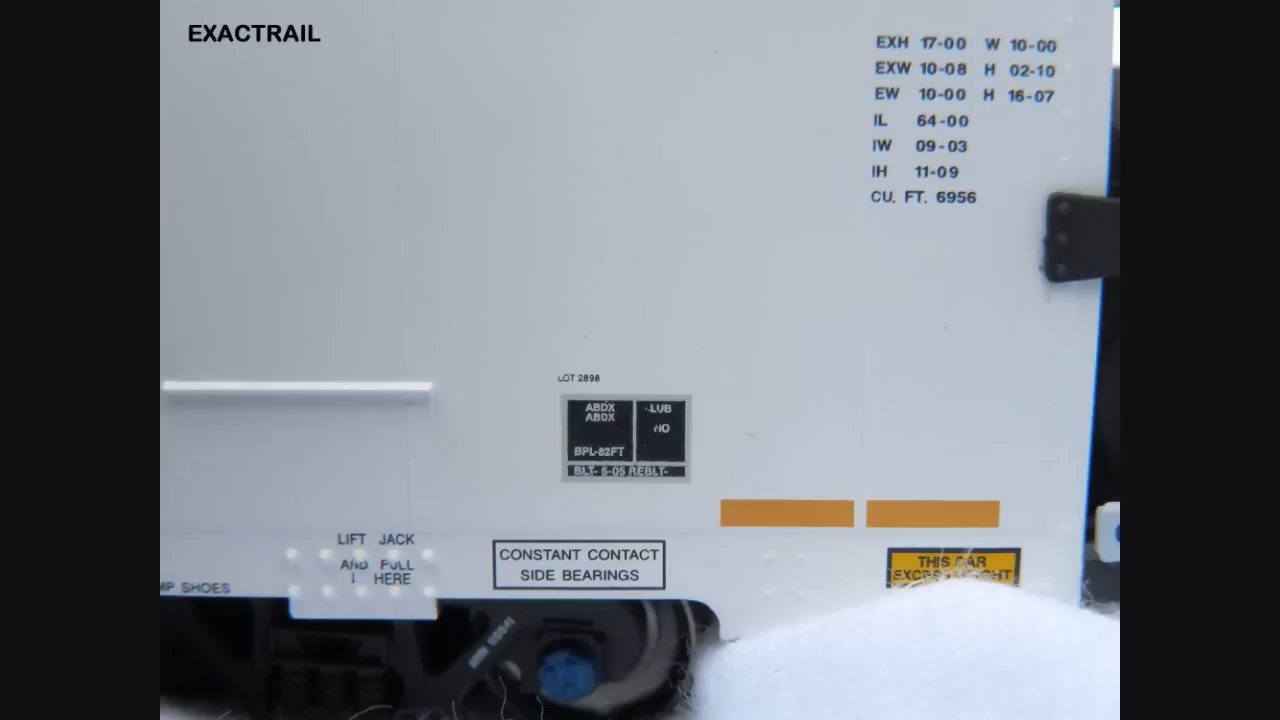 EXACTRAIL
EXH 17-00 W 10-00
EXW 10-08 H 02-10
EW 10-00 H 16-07
IL 64-00
IW 09-03
IH 11-09
CU. FT. 6956
LOT 2898
ABDX LUB
ABDX
NO
BPL-82FT
BLT- 5-05 REBLT-
LIFT JACK
AND PULL
HERE
CONSTANT CONTACT
SIDE BEARINGS
MP SHOES
THIS CAR